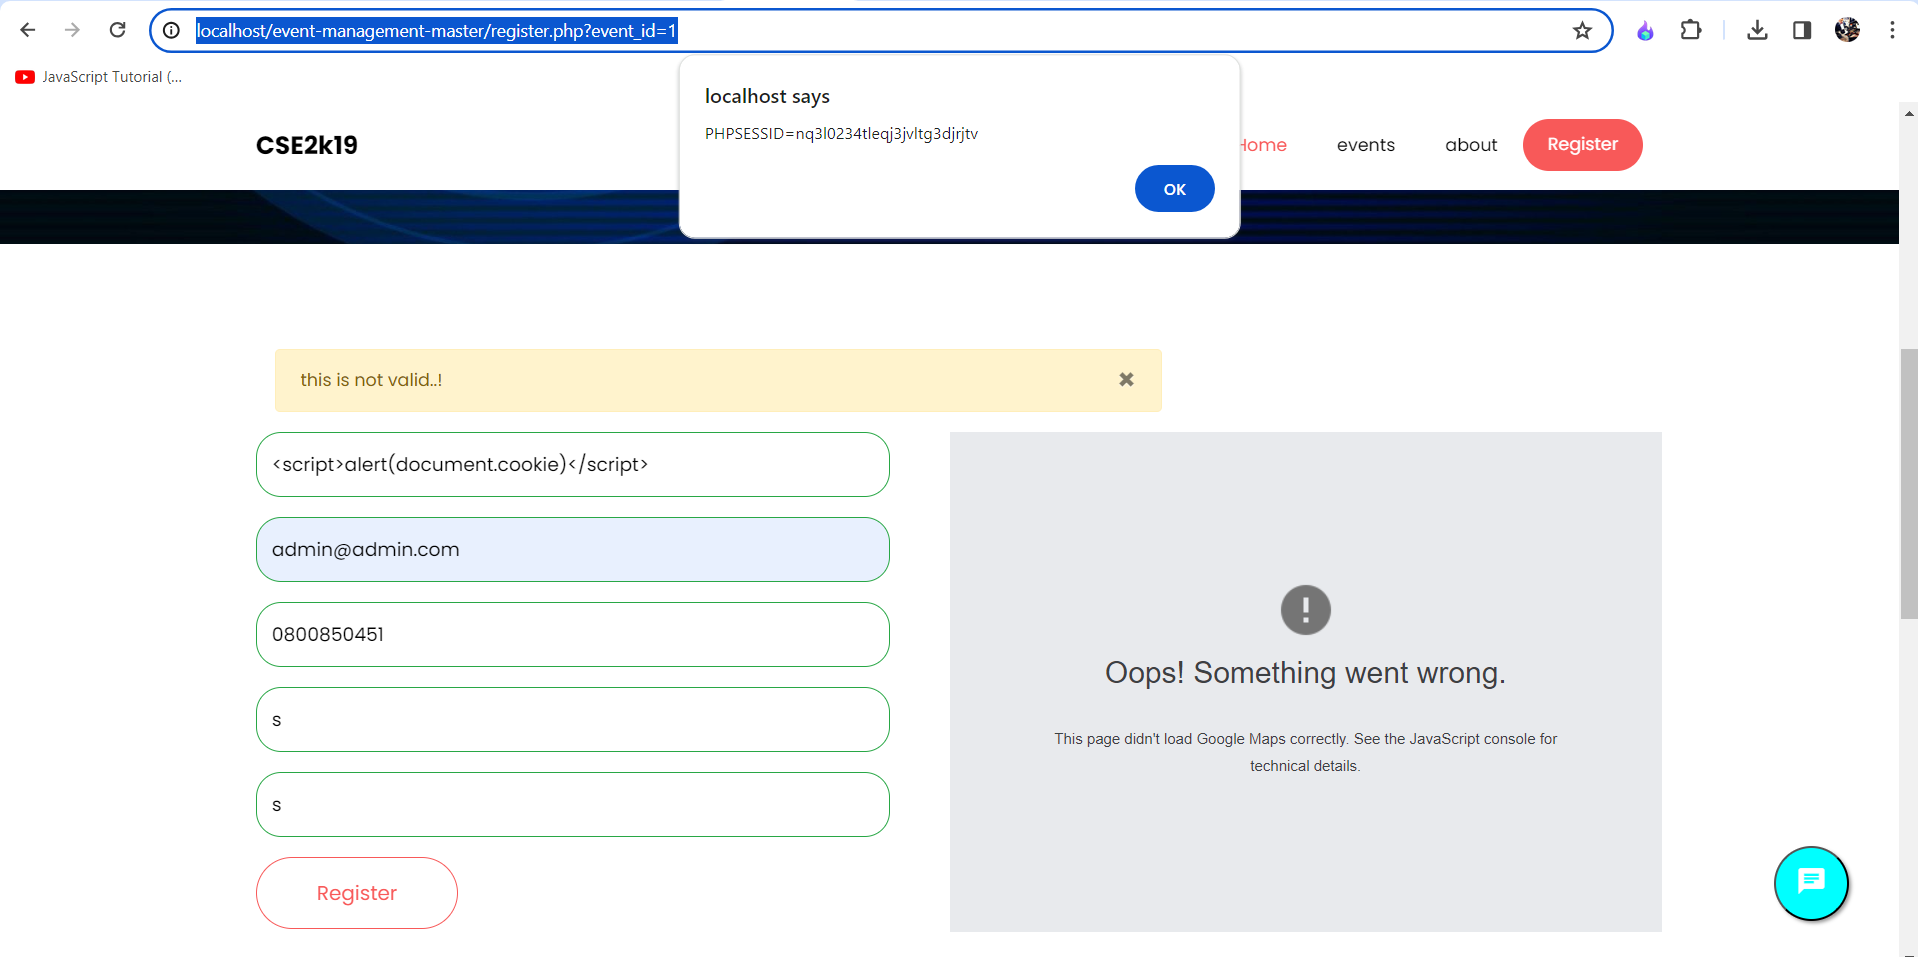 localhost/event-management-master/register.php?event_id=1
JavaScript Tutorial (...
localhost says
PHPSESSID=nq3l0234tleqj3jvltg3djrjtv
OK
CSE2k19
Home events about Register
this is not valid..!
<script>alert(document.cookie)</script>
admin@admin.com
0800850451
s
s
Register
Oops! Something went wrong.
This page didn't load Google Maps correctly. See the JavaScript console for
technical details.